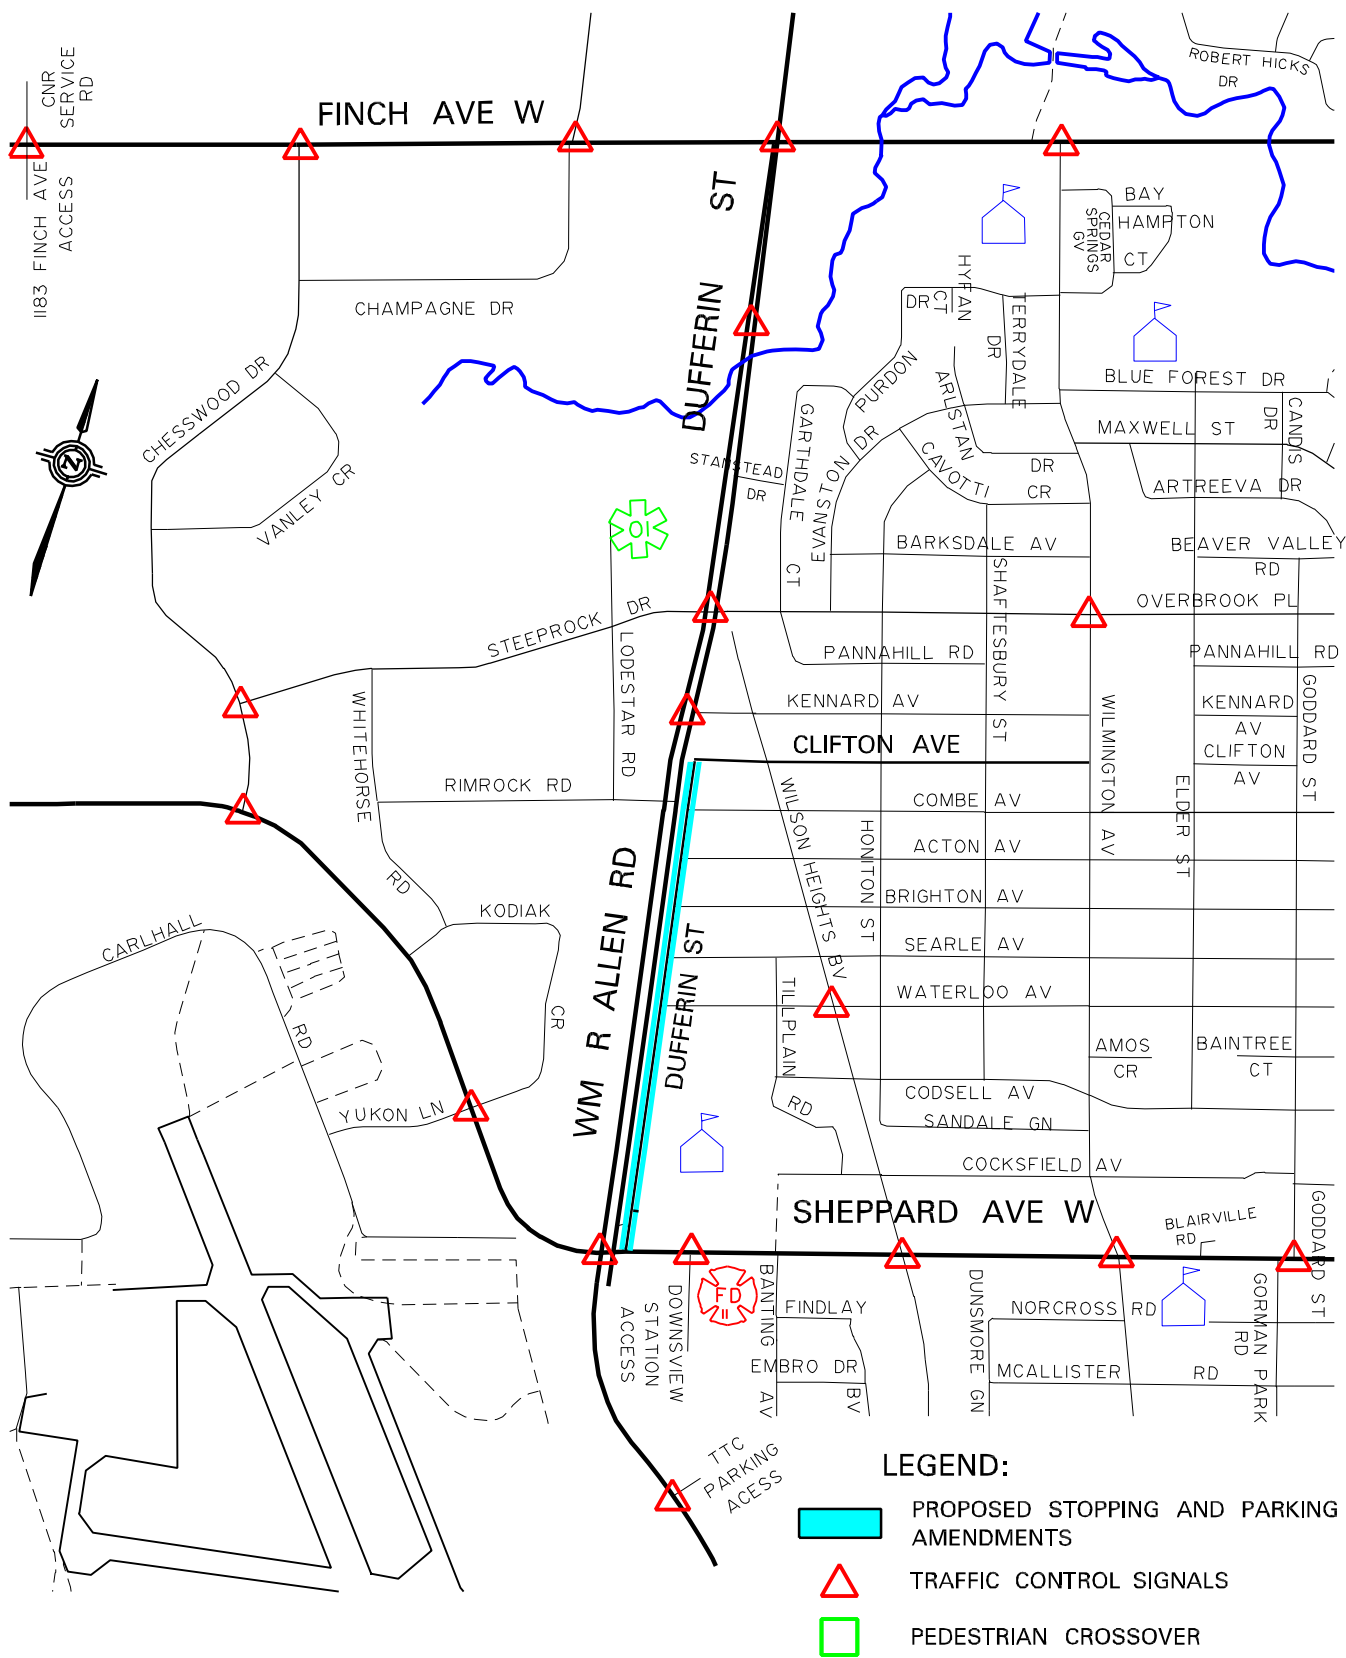 CNR
SERVICE
RD
FINCH AVE W
1183 FINCH AVE
ACCESS
ROBERT HICKS
DR
ST
DUFFERIN
BAY
HAMPTON
CT
CEDAR
SPRINGS
GV
CHAMPAGNE DR
HYFAN
CT
DR
TERRYDALE
DR
PURDON
ARLSTAN
DR
BLUE FOREST DR
CANDIS
DR
CHESSWOOD DR
VANLEY CR
N
MAXWELL ST
GARTHDALE
CT
EVANSTON DR
STANSTEAD
DR
CAVOTTI
CR
ARTREEVA DR
01
BARKSDALE AV
BEAVER VALLEY
RD
SHAFTESBURY
ST
OVERBROOK PL
STEEPROCK DR
LODESTAR RD
PANNAHILL RD
PANNAHILL RD
WHITEHORSE
RD
KENNARD AV
WILMINGTON
AV
KENNARD
AV
GODDARD ST
CLIFTON AVE
CLIFTON
AV
RIMROCK RD
WILSON HEIGHTS BV
COMBE AV
ELDER ST
HONITON ST
ACTON AV
WM R ALLEN RD
BRIGHTON AV
KODIAK
CR
CARLHALL
RD
DUFFERIN ST
SEARLE AV
WATERLOO AV
TILLPLAIN
RD
AMOS
CR
BAINTREE
CT
YUKON LN
CODSELL AV
SANDALE GN
COCKSFIELD AV
SHEPPARD AVE W
BLAIRVILLE
RD
GODDARD ST
FD
11
DOWNSVIEW
STATION
ACCESS
BANTING AV
FINDLAY
BV
EMBRO DR
DUNSMORE GN
NORCROSS RD
MCALLISTER RD
GORMAN PARK
RD
TTC
PARKING
ACESS
LEGEND:
PROPOSED STOPPING AND PARKING
AMENDMENTS
TRAFFIC CONTROL SIGNALS
PEDESTRIAN CROSSOVER